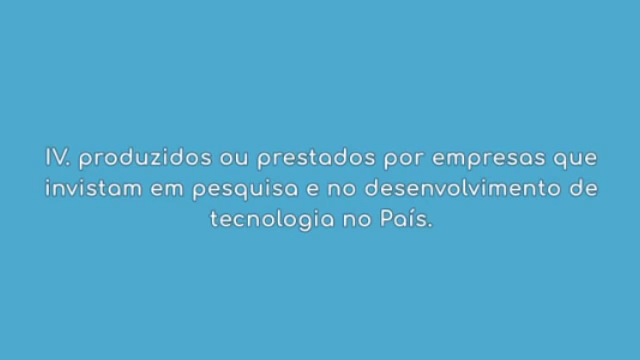 IV. produzidos ou prestados por empresas que
invistam em pesquisa e no desenvolvimento de
tecnologia no País.